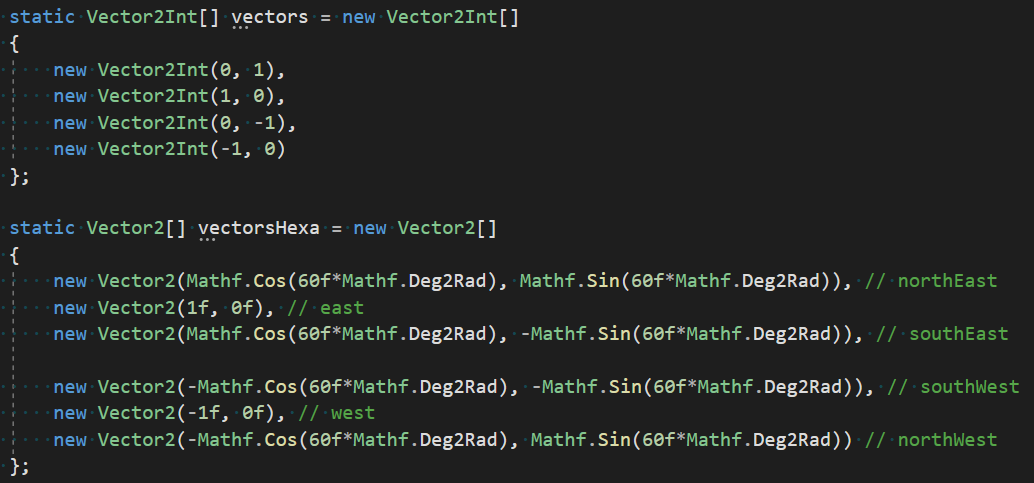 static Vector2Int[] vectors = new Vector2Int[]
{
    new Vector2Int(0, 1),
    new Vector2Int(1, 0),
    new Vector2Int(0, -1),
    new Vector2Int(-1, 0)
};

static Vector2[] vectorsHexa = new Vector2[]
{
    new Vector2(Mathf.Cos(60f*Mathf.Deg2Rad), Mathf.Sin(60f*Mathf.Deg2Rad)), // northEast
    new Vector2(1f, 0f), // east
    new Vector2(Mathf.Cos(60f*Mathf.Deg2Rad), -Mathf.Sin(60f*Mathf.Deg2Rad)), // southEast

    new Vector2(-Mathf.Cos(60f*Mathf.Deg2Rad), -Mathf.Sin(60f*Mathf.Deg2Rad)), // southWest
    new Vector2(-1f, 0f), // west
    new Vector2(-Mathf.Cos(60f*Mathf.Deg2Rad), Mathf.Sin(60f*Mathf.Deg2Rad)) // northWest
};